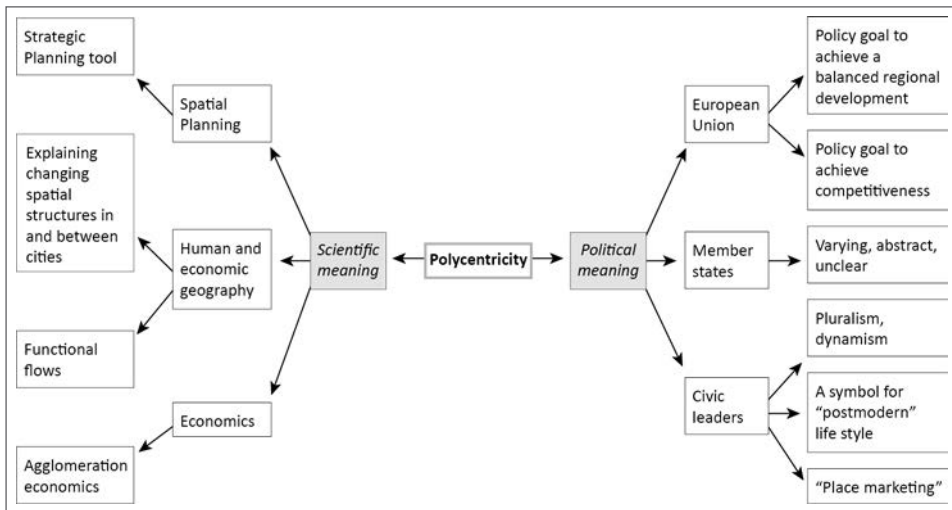 Strategic
Planning tool
Spatial
Planning
Explaining
changing
spatial
structures in
and between
cities
Human and
economic
geography
Functional
flows
Economics
Agglomeration
economics
Scientific
meaning
Polycentricity
Political
meaning
European
Union
Policy goal to
achieve a
balanced regional
development
Policy goal to
achieve
competitiveness
Member
states
Varying, abstract,
unclear
Civic
leaders
Pluralism,
dynamism
A symbol for
“postmodern”
life style
“Place marketing”